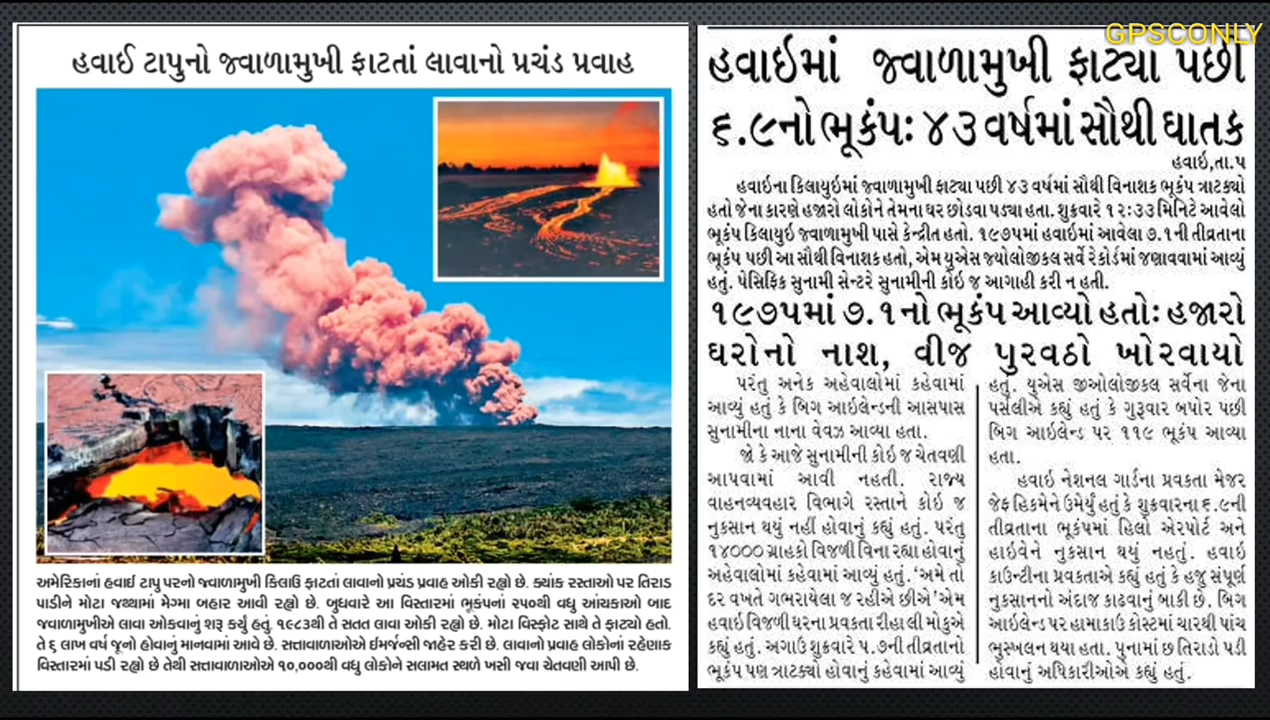 GPSCONLY
હવાઈ ટાપુનો જ્વાળામુખી ફાટતાં લાવાનો પ્રચંડ પ્રવાહ
અમેરિકાનાં હવાઈ ટાપુ પરનો જ્વાળામુખી કિલાઉ ફાટતાં લાવાનો પ્રચંડ પ્રવાહ ઓકી રહ્યો છે. ક્યાંક રસ્તાઓ પર તિરાડ
પાડીને મોટા જથ્થામાં મેગ્મા બહાર આવી રહ્યો છે. બુધવારે આ વિસ્તારમાં ભૂકંપનાં ૨૫૦થી વધુ આંચકાઓ બાદ
જ્વાળામુખીએ લાવા ઓકવાનું શરૂ કર્યું હતું. ૧૯૮૩થી તે સતત લાવા ઓકી રહ્યો છે. મોટા વિસ્ફોટ સાથે તે ફાટ્યો હતો.
તે ૬ લાખ વર્ષ જૂનો હોવાનું માનવામાં આવે છે. સત્તાવાળાઓએ ઈમર્જન્સી જાહેર કરી છે. લાવાનો પ્રવાહ લોકોનાં રહેણાક
વિસ્તારમાં પડી રહ્યો છે તેથી સત્તાવાળાઓએ ૧૦,૦૦૦થી વધુ લોકોને સલામત સ્થળે ખસી જવા ચેતવણી આપી છે.
હવાઇમાં જ્વાળામુખી ફાટ્યા પછી
૬.૯નો ભૂકંપઃ ૪૩ વર્ષમાં સૌથી ઘાતક
હવાઇ,તા.૫
હવાઇના કિલાયુઇમાં જ્વાળામુખી ફાટ્યા પછી ૪૩ વર્ષમાં સૌથી વિનાશક ભૂકંપ ત્રાટક્યો
હતો જેના કારણે હજારો લોકોને તેમના ઘર છોડવા પડ્યા હતા. શુક્રવારે ૧૨ઃ૩૩ મિનિટે આવેલો
ભૂકંપ કિલાયુઇ જ્વાળામુખી પાસે કેન્દ્રીત હતો. ૧૯૭૫માં હવાઇમાં આવેલા ૭.૧ની તીવ્રતાના
ભૂકંપ પછી આ સૌથી વિનાશક હતો, એમ યુએસ જ્યોલોજીકલ સર્વે રેકોર્ડમાં જણાવવામાં આવ્યું
હતું. પેસિફિક સુનામી સેન્ટરે સુનામીની કોઇ જ આગાહી કરી ન હતી.
૧૯૭૫માં ૭.૧નો ભૂકંપ આવ્યો હતોઃ હજારો
ઘરોનો નાશ, વીજ પુરવઠો ખોરવાયો
પરંતુ અનેક અહેવાલોમાં કહેવામાં
આવ્યું હતું કે બિગ આઇલેન્ડની આસપાસ
સુનામીના નાના વેવઝ આવ્યા હતા.
જો કે આજે સુનામીની કોઇ જ ચેતવણી
આપવામાં આવી નહતી. રાજ્ય
વાહનવ્યવહાર વિભાગે રસ્તાને કોઇ જ
નુકસાન થયું નહીં હોવાનું કહ્યું હતું. પરંતુ
૧૪૦૦૦ ગ્રાહકો વિજળી વિના રહ્યા હોવાનું
અહેવાલોમાં કહેવામાં આવ્યું હતું. 'અમે તો
દર વખતે ગભરાયેલા જ રહીએ છીએ'એમ
હવાઇ વિજળી ઘરના પ્રવકતા રીહા લી મોકુએ
કહ્યું હતું. અગાઉ શુક્રવારે ૫.૭ની તીવ્રતાનો
ભૂકંપ પણ ત્રાટક્યો હોવાનું કહેવામાં આવ્યું
હતું. યુએસ જીઓલોજીકલ સર્વેના જેના
પર્સલીએ કહ્યું હતું કે ગુરૂવાર બપોર પછી
બિગ આઇલેન્ડ પર ૧૧૯ ભૂકંપ આવ્યા
હતા.
હવાઇ નેશનલ ગાર્ડના પ્રવકતા મેજર
જેફ હિકમેને ઉમેર્યું હતું કે શુક્રવારના ૬.૯ની
તીવ્રતાના ભૂકંપમાં હિલો એરપોર્ટ અને
હાઇવેને નુકસાન થયું નહતું. હવાઇ
કાઉન્ટીના પ્રવકતાએ કહ્યું હતું કે હજુ સંપૂર્ણ
નુકસાનનો અંદાજ કાઢવાનું બાકી છે. બિગ
આઇલેન્ડ પર હામાકાઉ કોસ્ટમાં ચારથી પાંચ
ભુસ્ખલન થયા હતા. પુનામાં છ તિરાડો પડી
હોવાનું અધિકારીઓએ કહ્યું હતું.